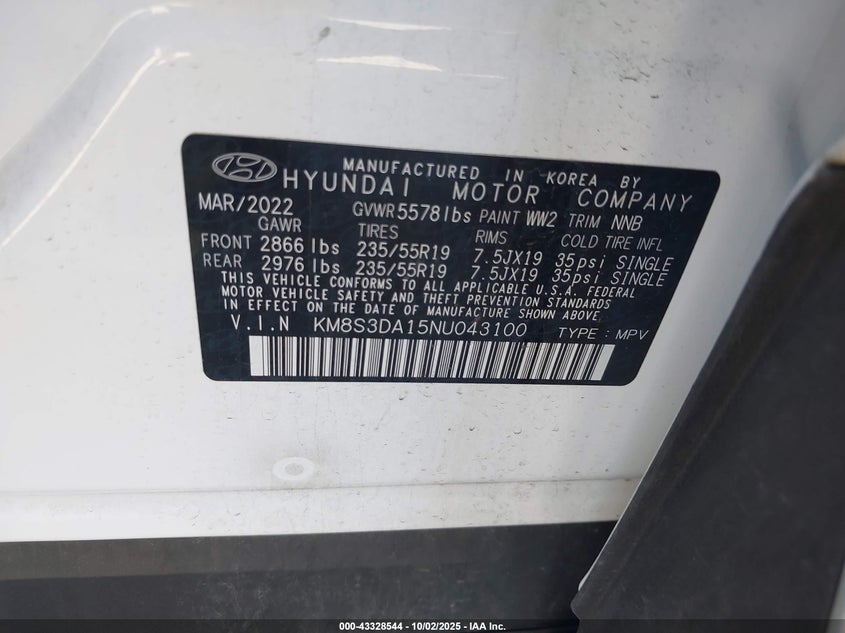 MANUFACTURED IN KOREA BY
HYUNDAI MOTOR COMPANY
MAR/2022 GVWR 5578 lbs PAINT WW2 TRIM NNB
GAWR TIRES RIMS COLD TIRE INFL
FRONT 2866 lbs 235/55R19 7.5JX19 35psi SINGLE
REAR 2976 lbs 235/55R19 7.5JX19 35psi SINGLE
THIS VEHICLE CONFORMS TO ALL APPLICABLE U.S.A. FEDERAL
MOTOR VEHICLE SAFETY AND THEFT PREVENTION STANDARDS
IN EFFECT ON THE DATE OF MANUFACTURE SHOWN ABOVE.
V.I.N KM8S3DA15NU043100 TYPE : MPV
000-43328544 - 10/02/2025 - IAA Inc.